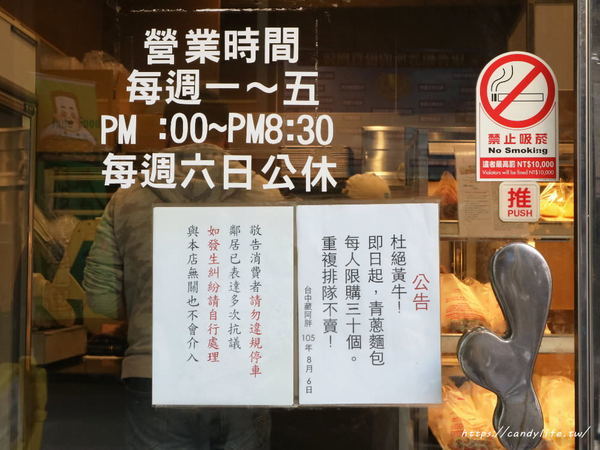 營業時間
每週一～五
PM :00~PM8:30
每週六日公休
禁止吸菸
No Smoking
違者最高罰 NT$10,000
Violators will be fined NT$10,000
推
PUSH
公告
杜絕黃牛！
即日起，青蔥麵包
每人限購三十個。
重複排隊不賣！
台中 阿胖 105年8月6日
敬告消費者請勿違規停車
鄰居已表達多次抗議
如發生糾紛請自行處理
與本店無關也不會介入
https://candylife.tw/